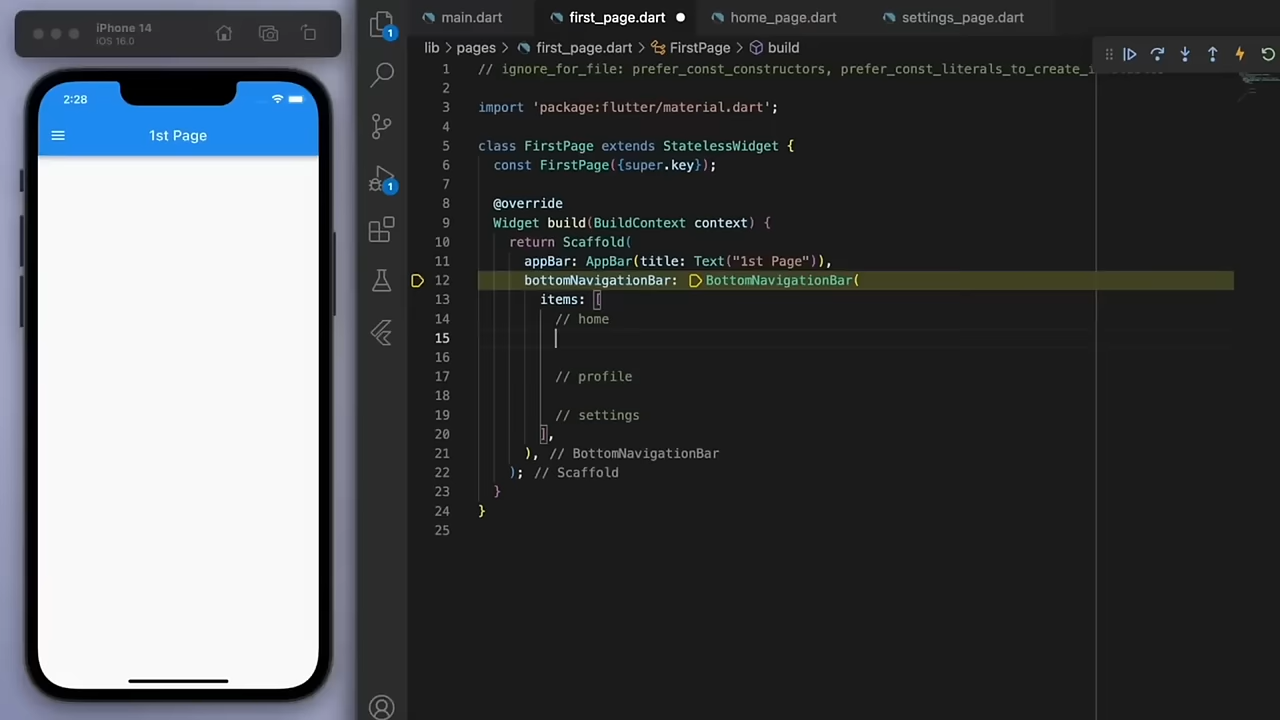 iPhone 14
iOS 16.0
2:28
1st Page
1
1
main.dart
first_page.dart
home_page.dart
settings_page.dart
lib > pages > first_page.dart > FirstPage > build
1 // ignore_for_file: prefer_const_constructors, prefer_const_literals_to_create_
2
3 import 'package:flutter/material.dart';
4
5 class FirstPage extends StatelessWidget {
6 const FirstPage({super.key});
7
8 @override
9 Widget build(BuildContext context) {
10 return Scaffold(
11 appBar: AppBar(title: Text("1st Page")),
12 bottomNavigationBar: BottomNavigationBar(
13 items: [
14 // home
15
16
17 // profile
18
19 // settings
20 ],
21 ), // BottomNavigationBar
22 ); // Scaffold
23 }
24 }
25